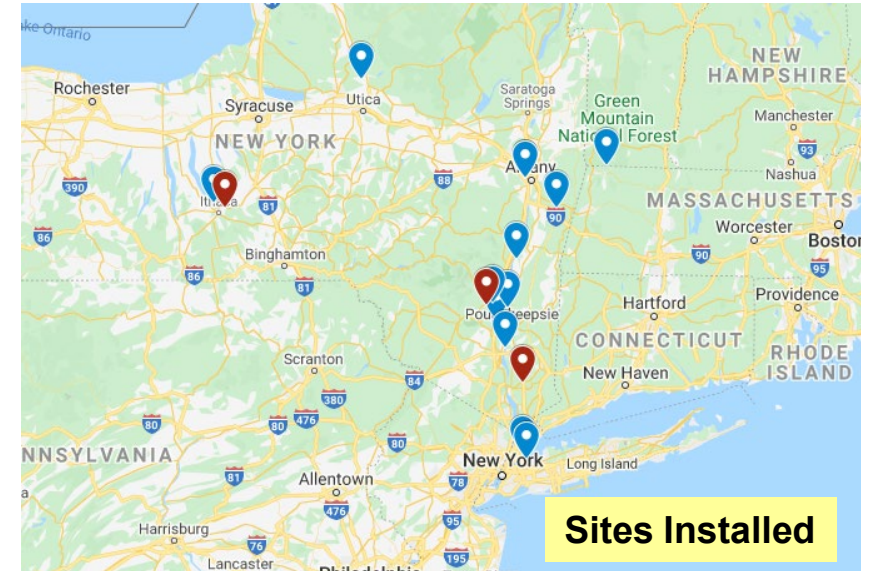 ke Ontario
Rochester
Syracuse
Utica
Saratoga
Springs
Green
Mountain
National Forest
NEW
HAMPSHIRE
Manchester
93
Nashua
NEW YORK
390
Ithaca
81
88
Albany
90
MASSACHUSETTS
Worcester
Boston
90
95
86
Binghamton
86
81
Poughkeepsie
Hartford
Providence
CONNECTICUT
RHODE
ISLAND
New Haven
Scranton
84
380
476
80
80
80
NNSYLVANIA
81
New York
Long Island
Allentown
78
476
95
Harrisburg
76
195
Lancaster
Philadelphia
Sites Installed